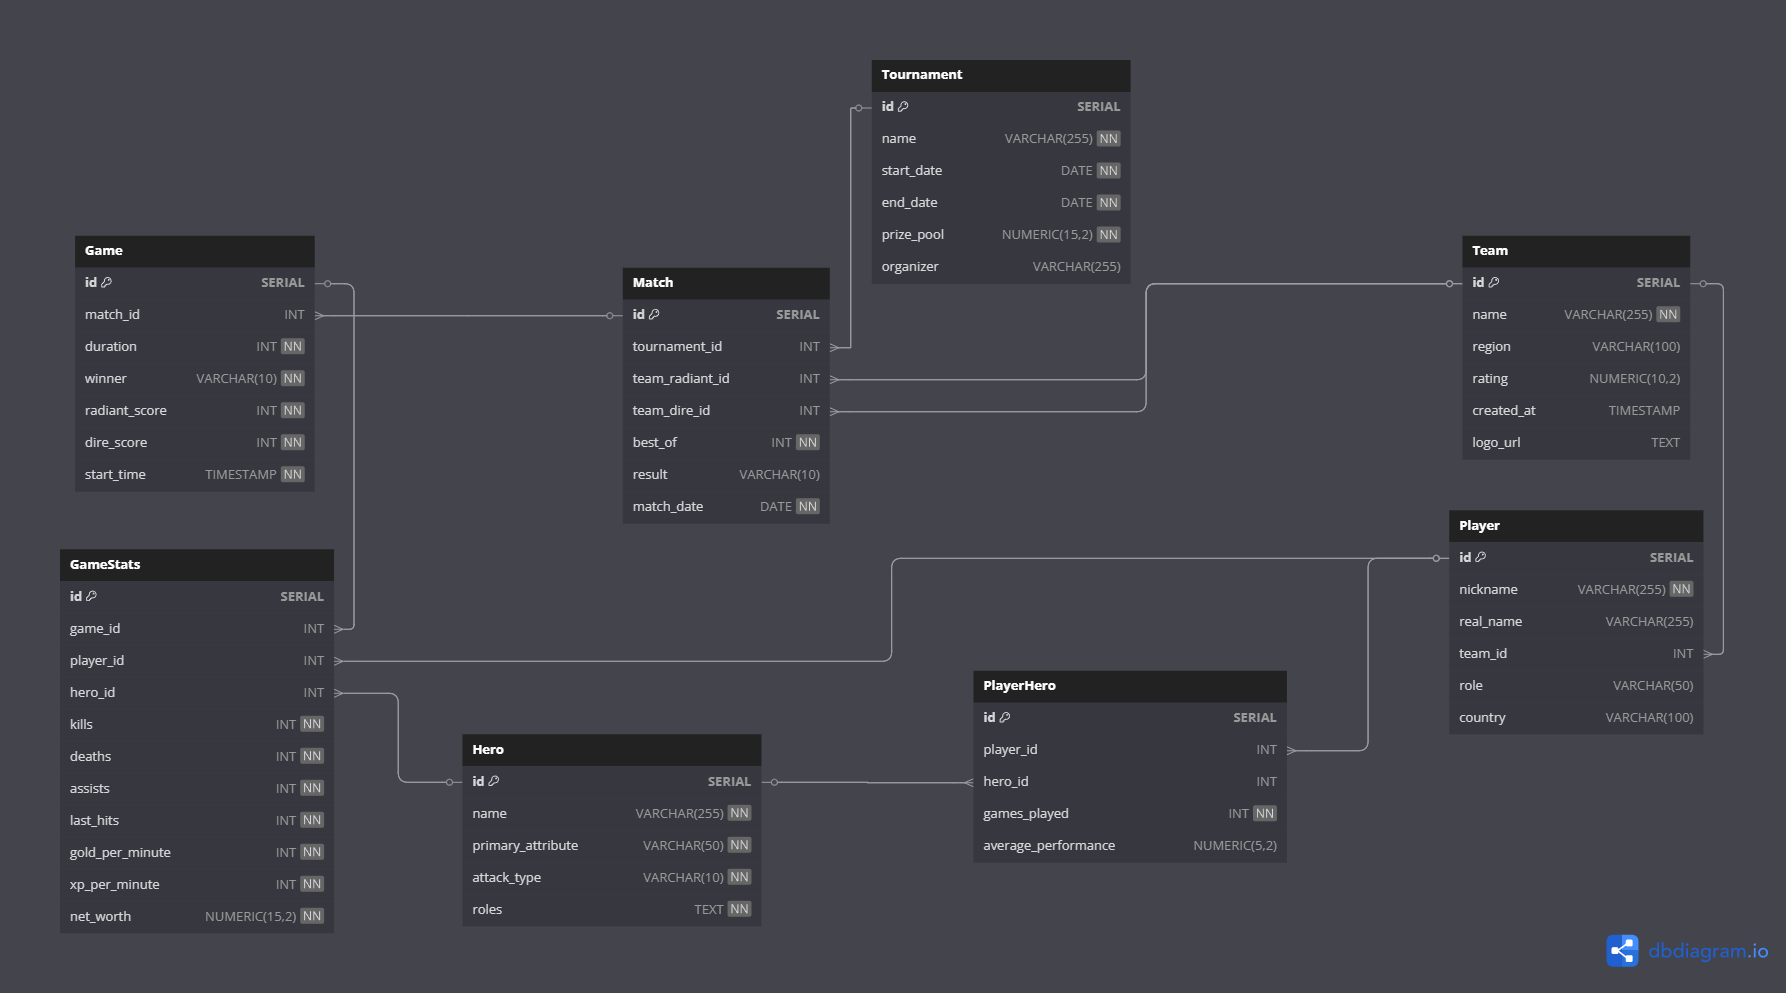 Tournament
id SERIAL
name VARCHAR(255) NN
start_date DATE NN
end_date DATE NN
prize_pool NUMERIC(15,2) NN
organizer VARCHAR(255)
Game
id SERIAL
match_id INT
duration INT NN
winner VARCHAR(10) NN
radiant_score INT NN
dire_score INT NN
start_time TIMESTAMP NN
Match
id SERIAL
tournament_id INT
team_radiant_id INT
team_dire_id INT
best_of INT NN
result VARCHAR(10)
match_date DATE NN
Team
id SERIAL
name VARCHAR(255) NN
region VARCHAR(100)
rating NUMERIC(10,2)
created_at TIMESTAMP
logo_url TEXT
Player
id SERIAL
nickname VARCHAR(255) NN
real_name VARCHAR(255)
team_id INT
role VARCHAR(50)
country VARCHAR(100)
GameStats
id SERIAL
game_id INT
player_id INT
hero_id INT
kills INT NN
deaths INT NN
assists INT NN
last_hits INT NN
gold_per_minute INT NN
xp_per_minute INT NN
net_worth NUMERIC(15,2) NN
Hero
id SERIAL
name VARCHAR(255) NN
primary_attribute VARCHAR(50) NN
attack_type VARCHAR(10) NN
roles TEXT NN
PlayerHero
id SERIAL
player_id INT
hero_id INT
games_played INT NN
average_performance NUMERIC(5,2)
dbdiagram.io